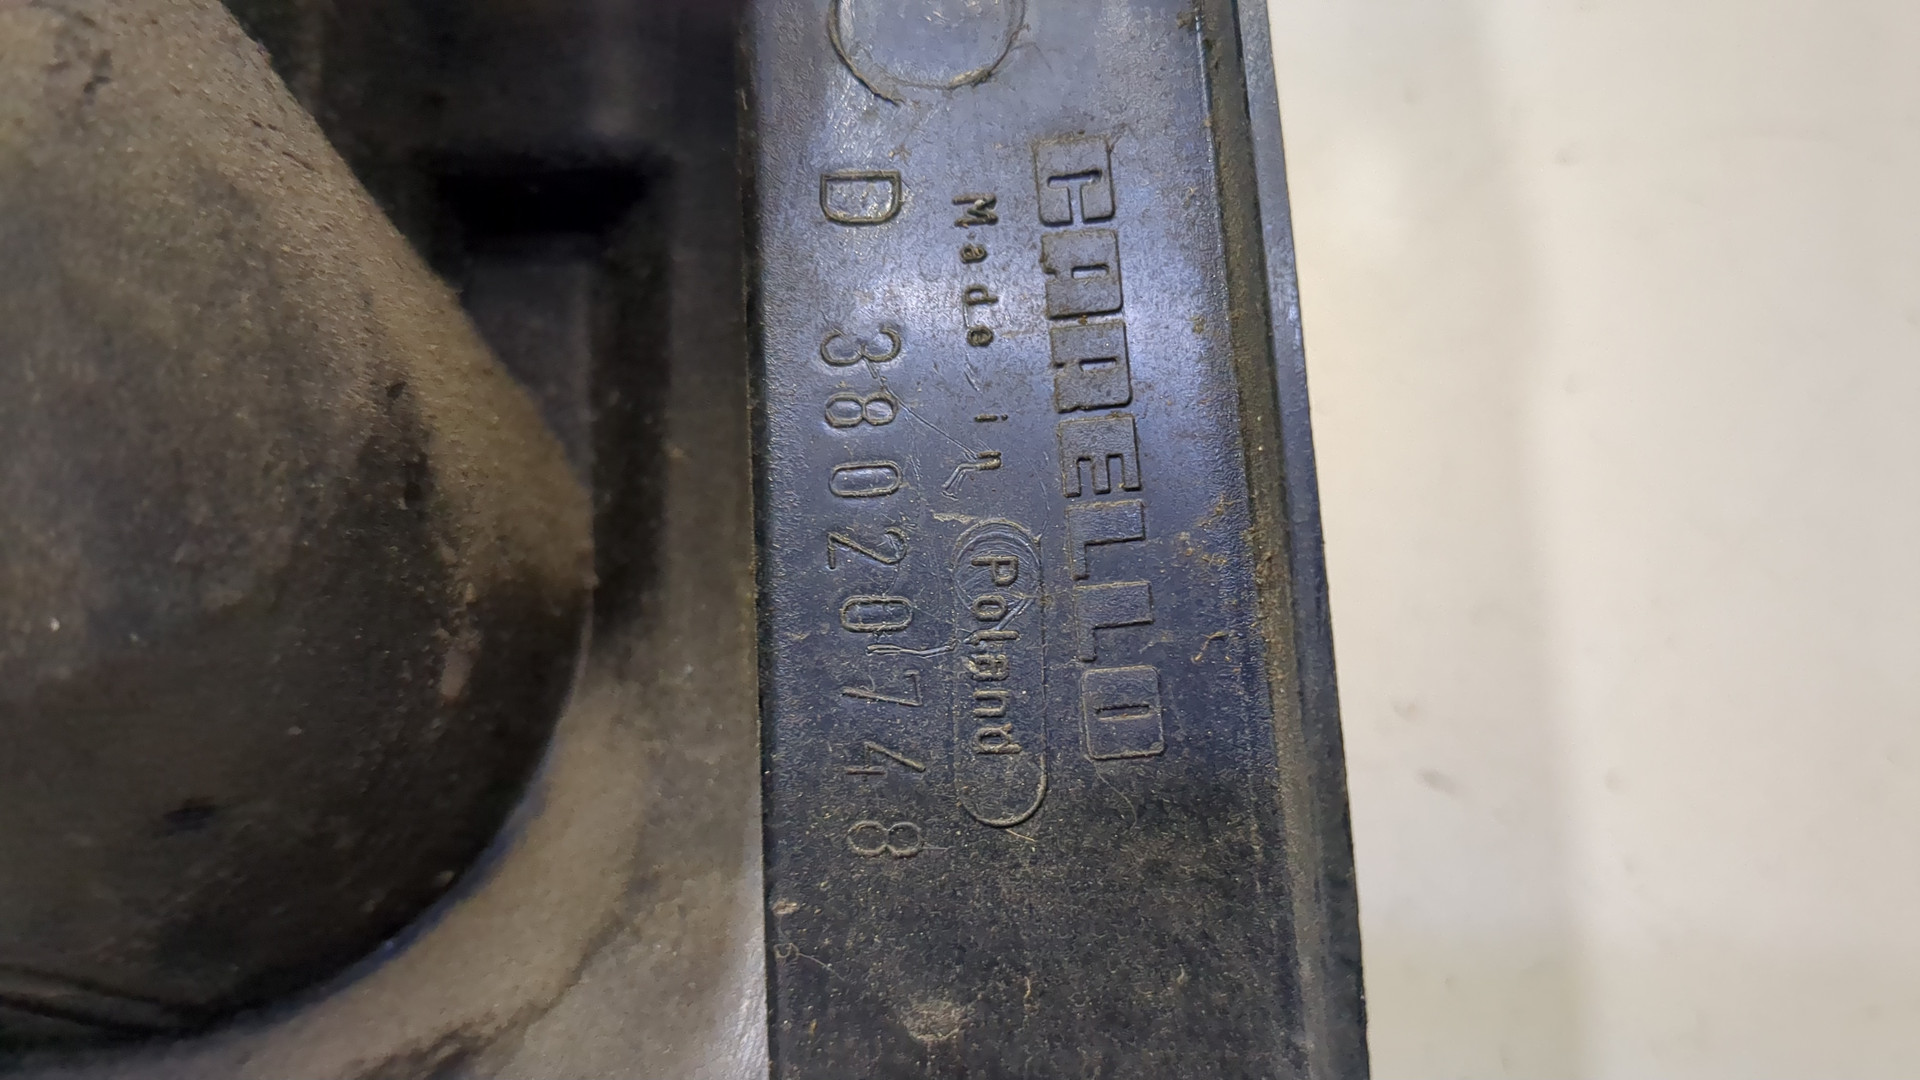 CARELLO
Made in Poland
D 38020748